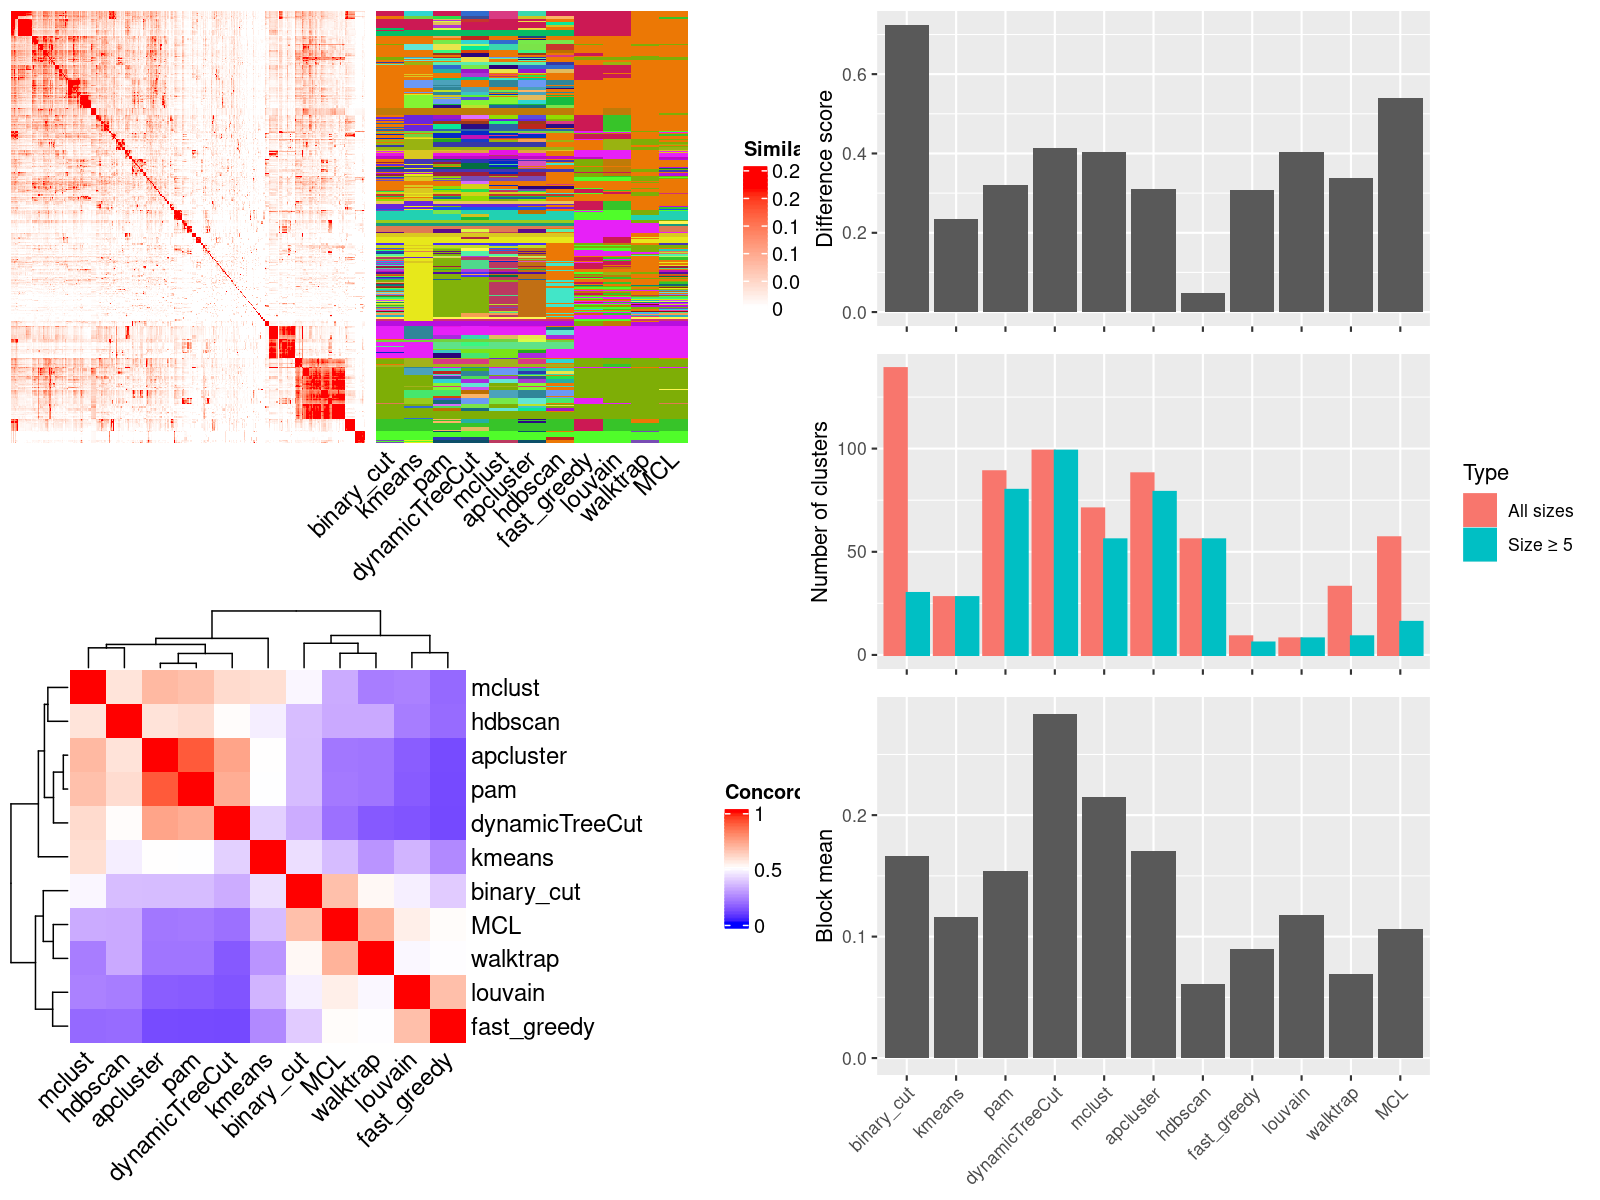 Simila
0.2
0.2
0.1
0.1
0.0
0
binary_cut
kmeans
pam
dynamicTreeCut
mclust
apcluster
hdbscan
fast_greedy
louvain
walktrap
MCL
mclust
hdbscan
apcluster
pam
dynamicTreeCut
kmeans
binary_cut
MCL
walktrap
louvain
fast_greedy
mclust
hdbscan
apcluster
pam
dynamicTreeCut
kmeans
binary_cut
MCL
walktrap
louvain
fast_greedy
Concord
1
0.5
0
Difference score
0.6
0.4
0.2
0.0
Number of clusters
100
50
0
Type
All sizes
Size ≥ 5
Block mean
0.2
0.1
0.0
binary_cut
kmeans
pam
dynamicTreeCut
mclust
apcluster
hdbscan
fast_greedy
louvain
walktrap
MCL